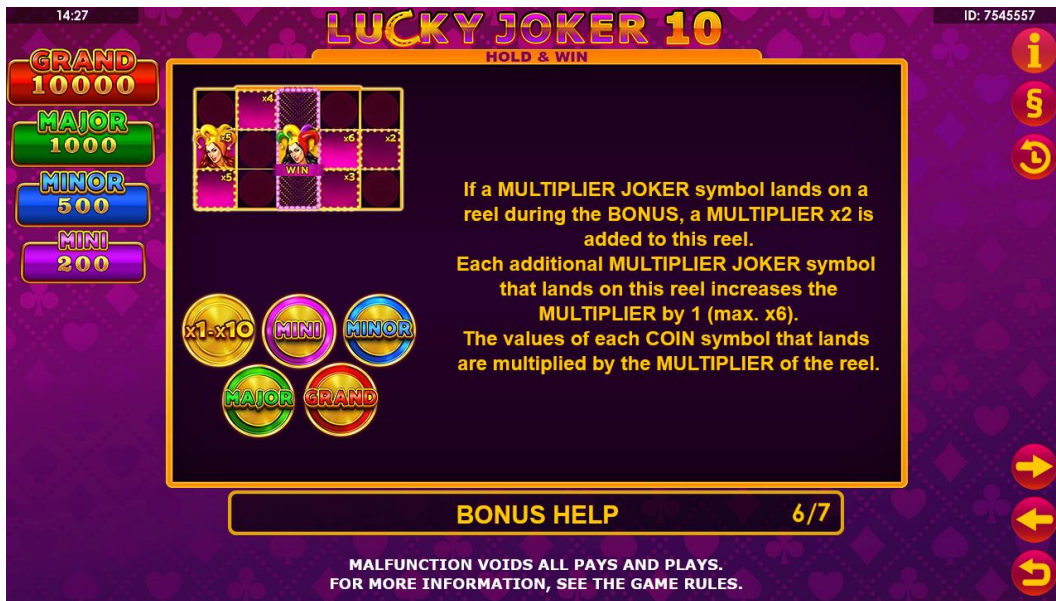 14:27
ID: 7545557
LUCKY JOKER 10
HOLD & WIN
GRAND
10000
MAJOR
1000
MINOR
500
MINI
200
x4
x5
x6
x2
WIN
x5
x3
If a MULTIPLIER JOKER symbol lands on a
reel during the BONUS, a MULTIPLIER x2 is
added to this reel.
Each additional MULTIPLIER JOKER symbol
that lands on this reel increases the
MULTIPLIER by 1 (max. x6).
The values of each COIN symbol that lands
are multiplied by the MULTIPLIER of the reel.
x1-x10
MINI
MINOR
MAJOR
GRAND
BONUS HELP
6/7
MALFUNCTION VOIDS ALL PAYS AND PLAYS.
FOR MORE INFORMATION, SEE THE GAME RULES.
i
§